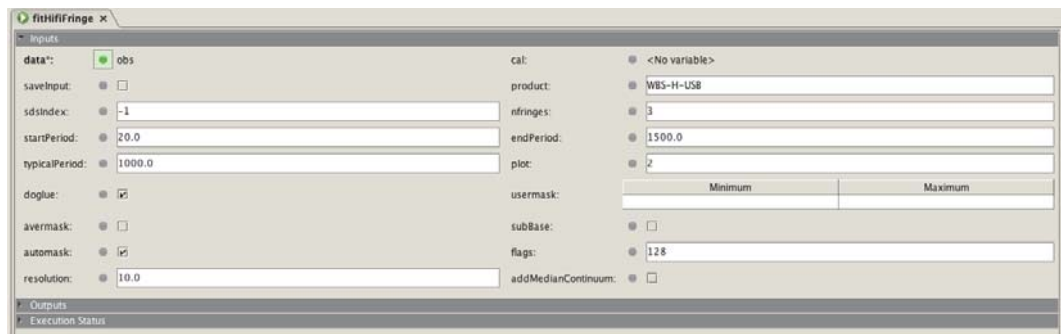 fitHifiFringe ×
Inputs
data*: obs cal: <No variable>
saveInput: product: WBS-H-USB
sdsIndex: -1 nfringes: 3
startPeriod: 20.0 endPeriod: 1500.0
typicalPeriod: 1000.0 plot: 2
doglue: usermask: Minimum Maximum
avermask: subBase:
automask: flags: 128
resolution: 10.0 addMedianContinuum:
Outputs
Execution Status